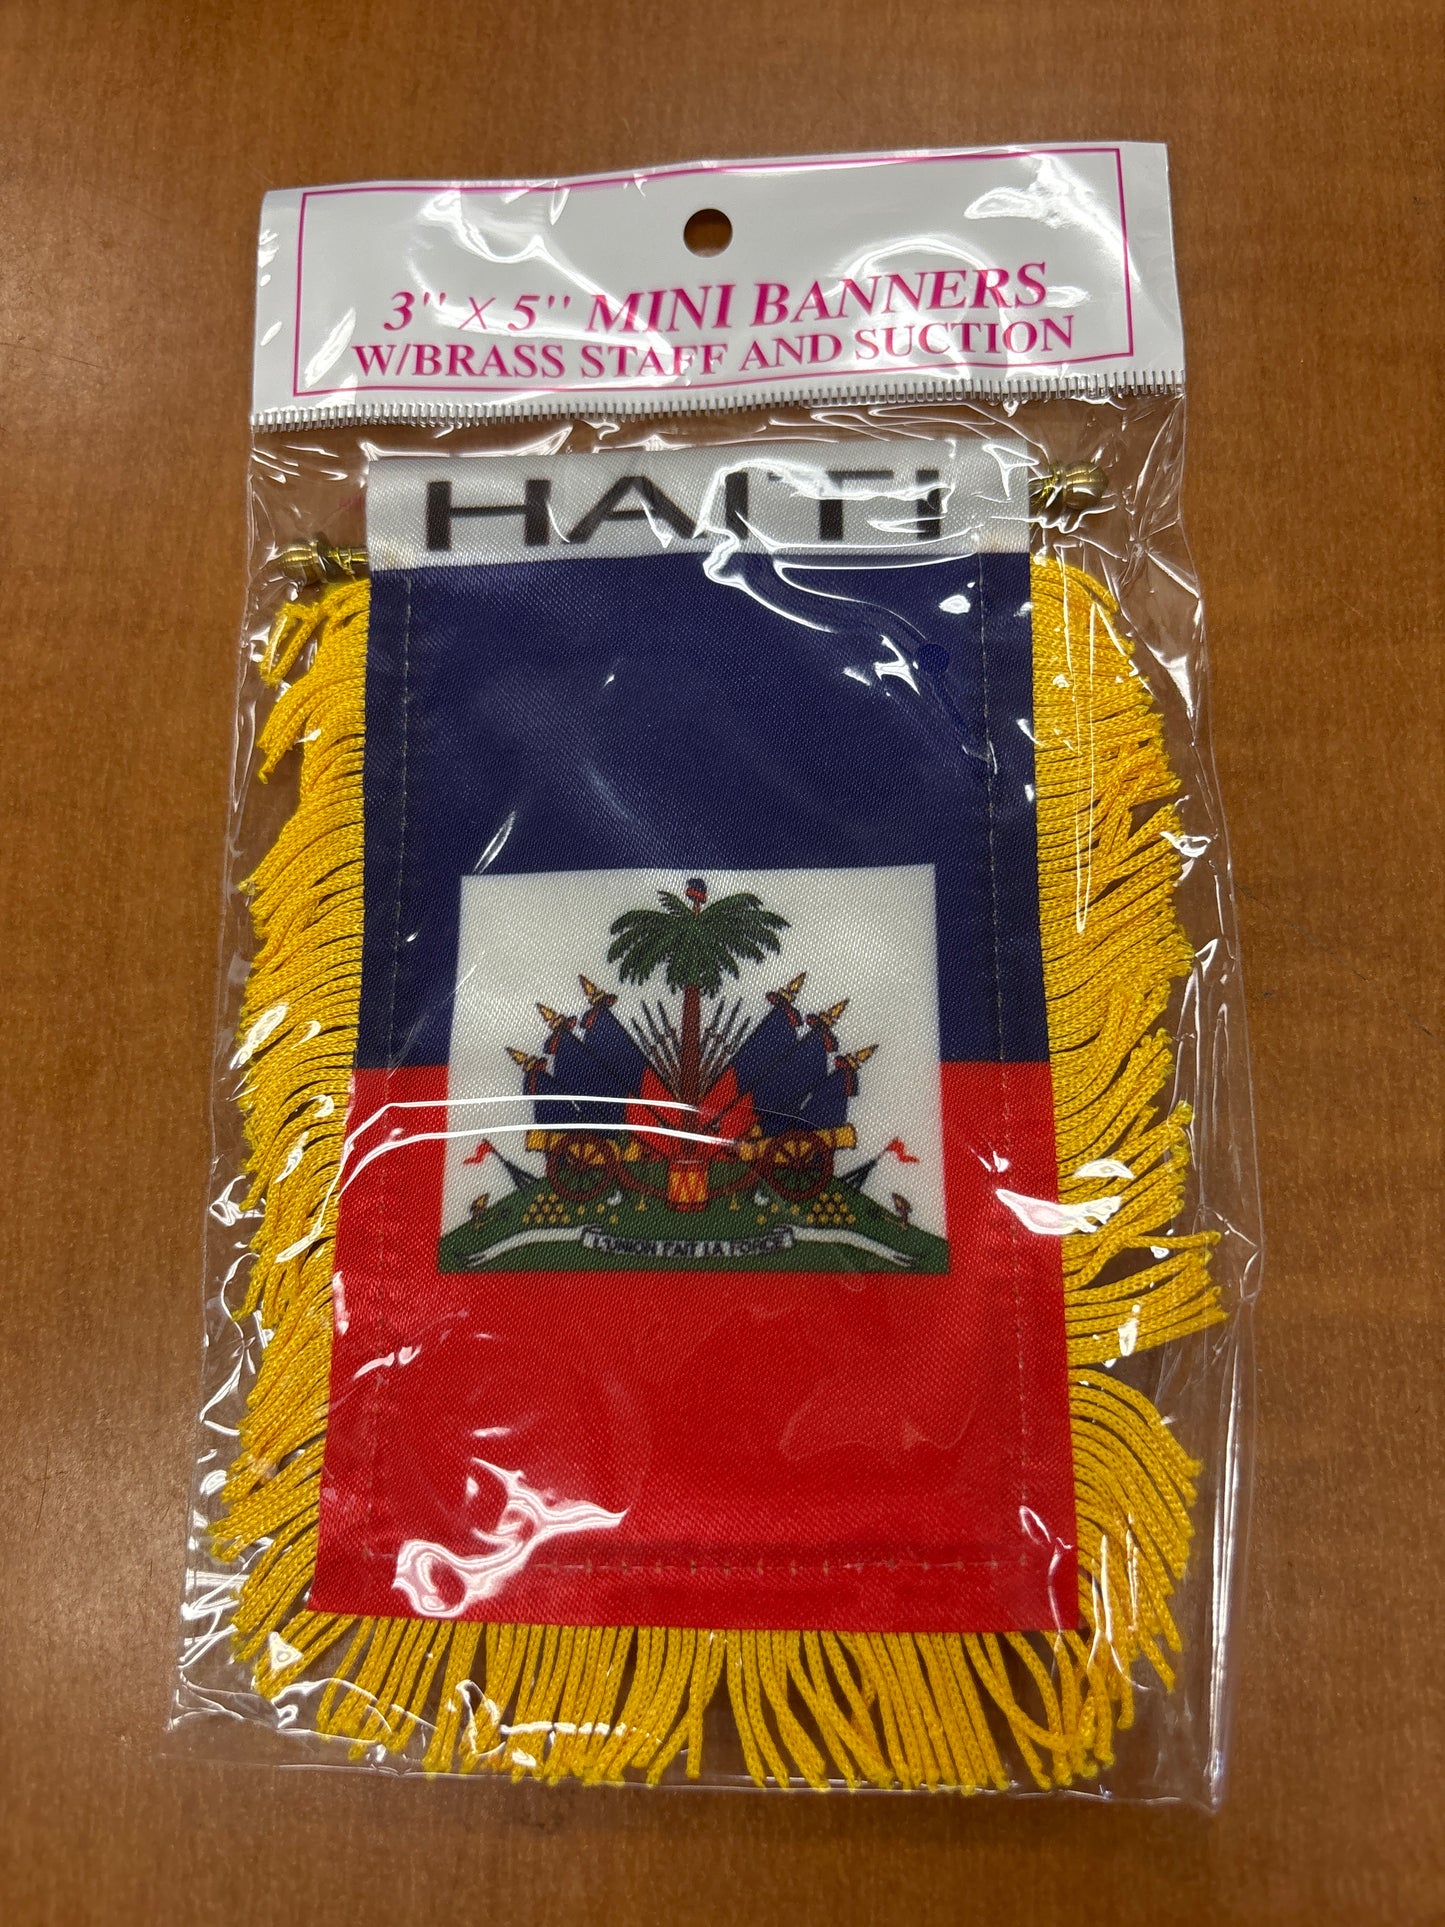 3" X 5" MINI BANNERS
W/BRASS STAFF AND SUCTION
HAITI
L'UNION FAIT LA FORCE